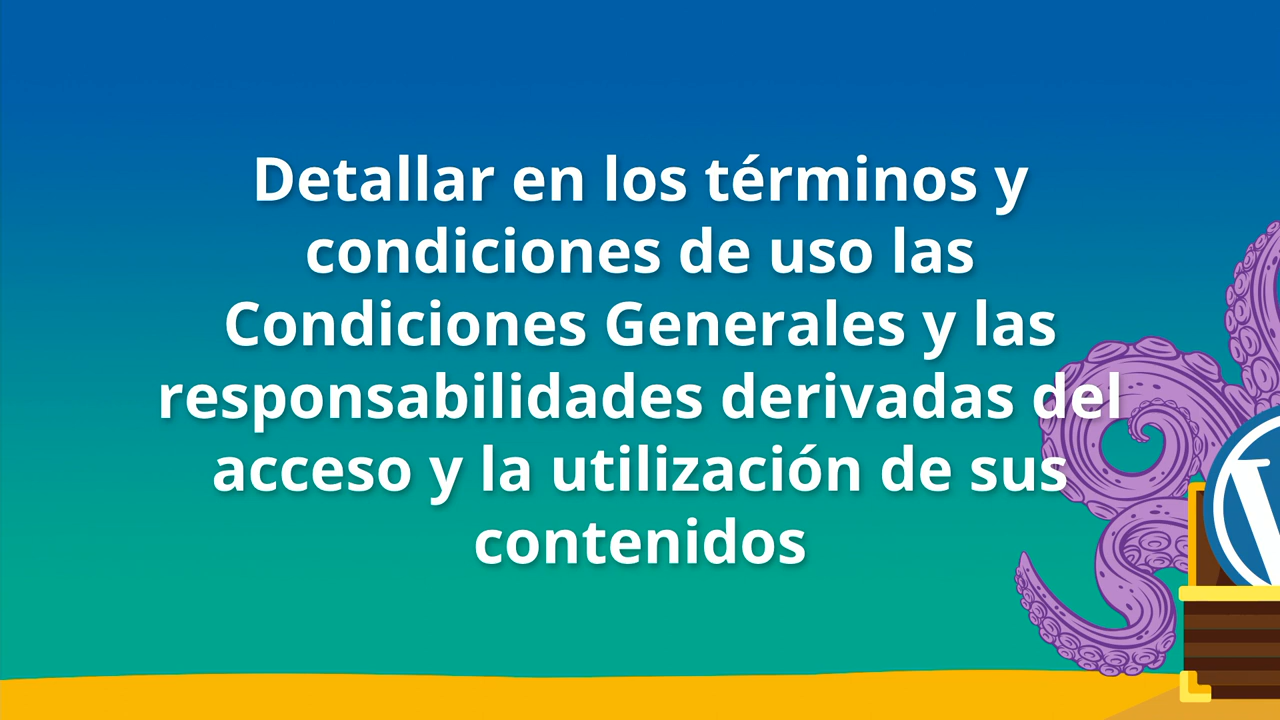 Detallar en los términos y
condiciones de uso las
Condiciones Generales y las
responsabilidades derivadas del
acceso y la utilización de sus
contenidos